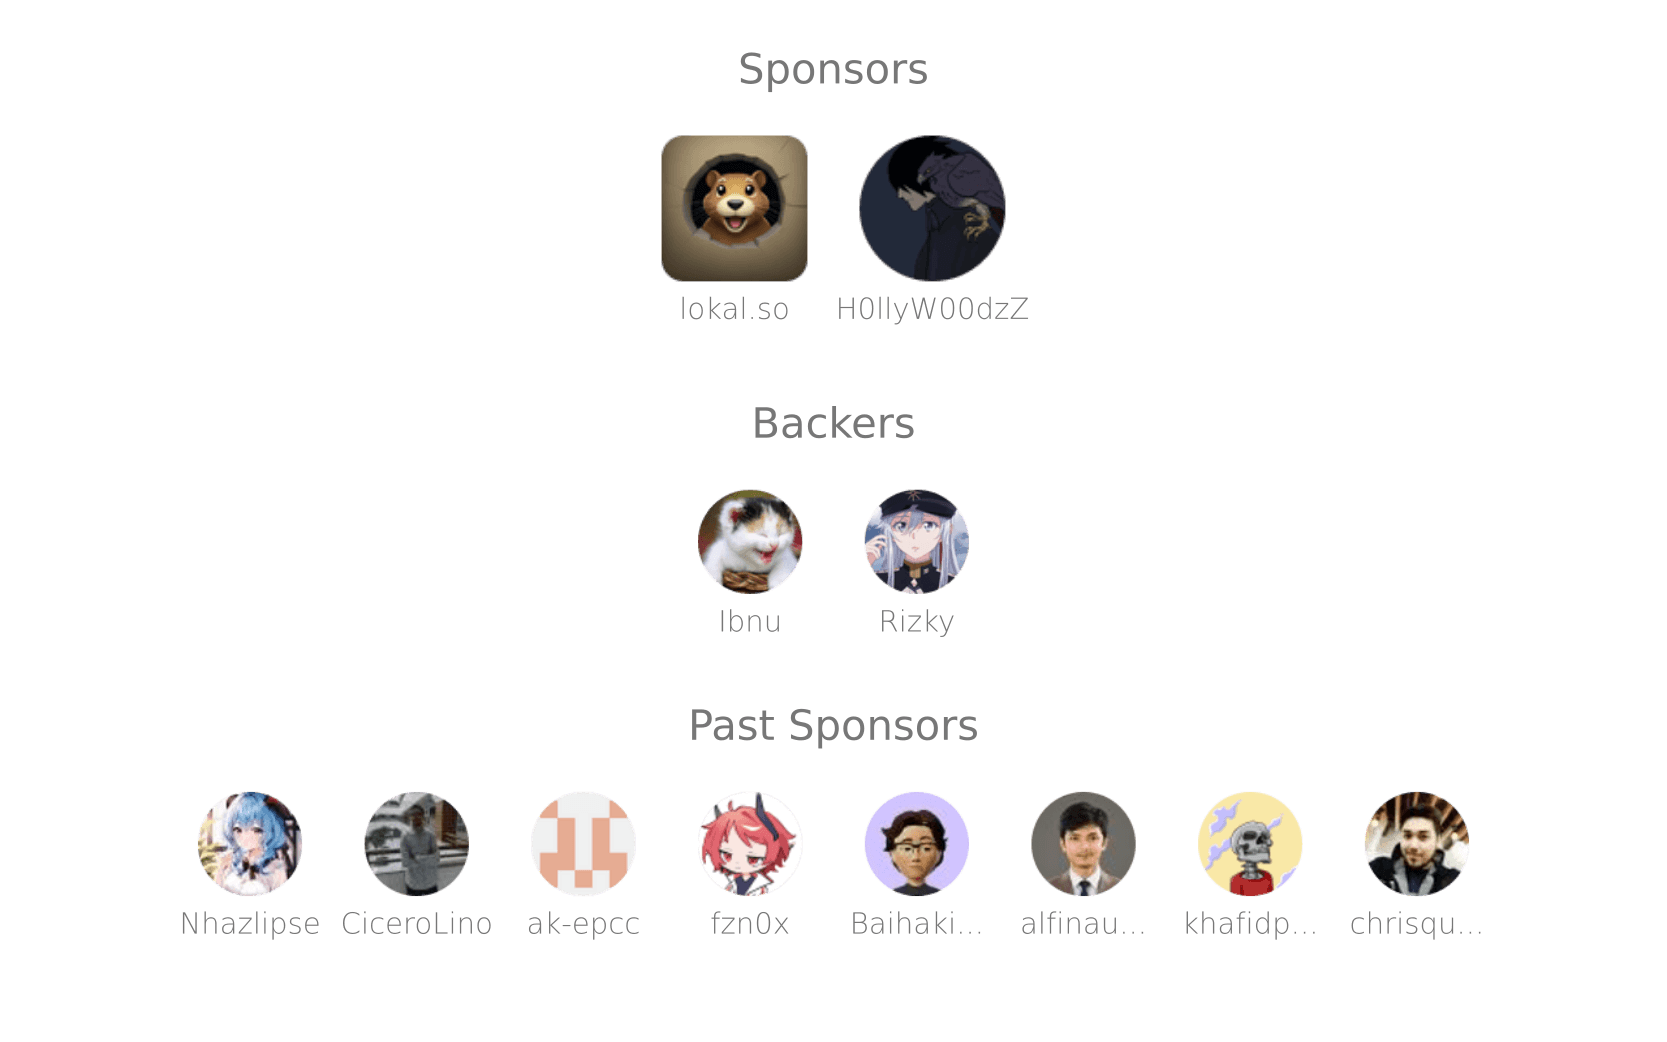 Sponsors
lokal.so H0llyW00dzZ
Backers
Ibnu Rizky
Past Sponsors
Nhazlipse CiceroLino ak-epcc fzn0x Baihaki... alfinau... khafidp... chrisqu...